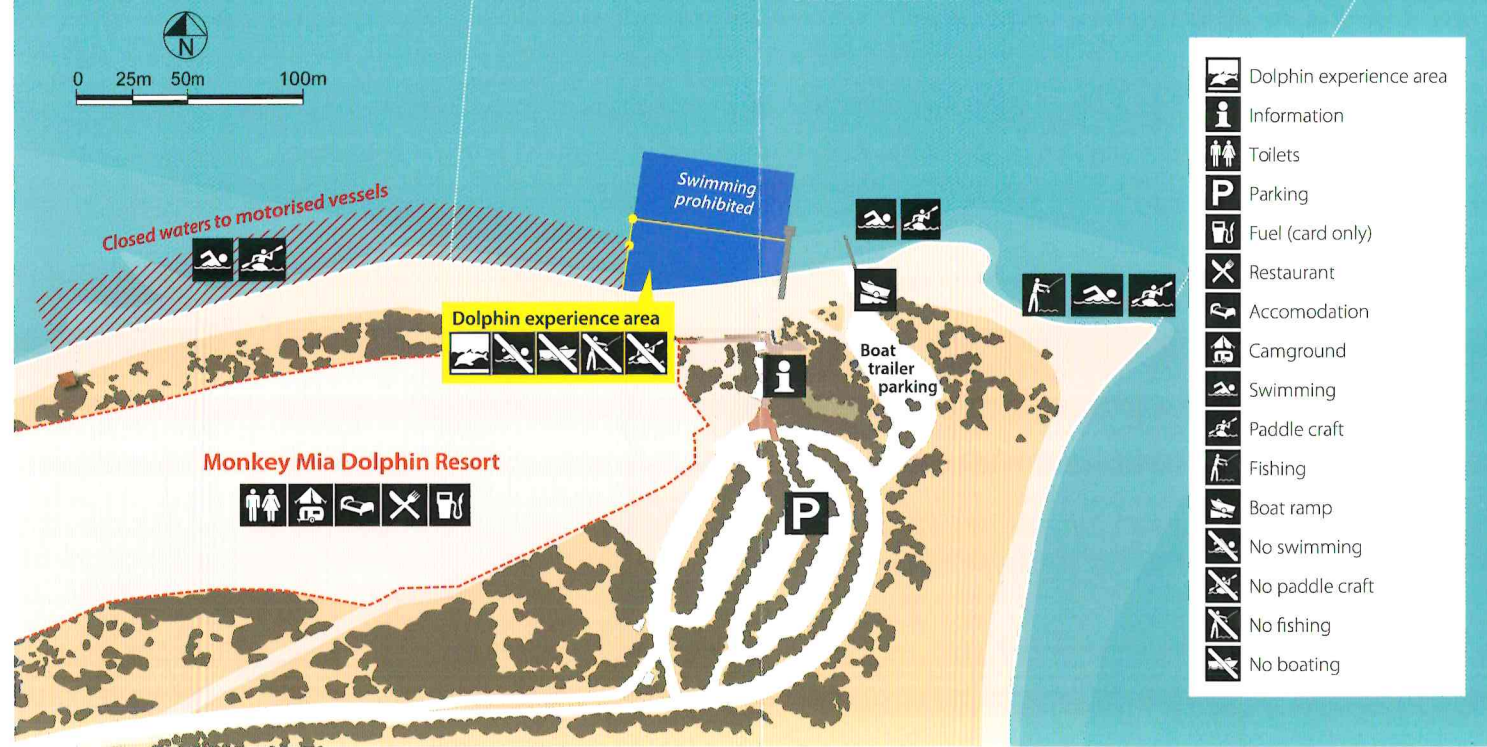 N
0 25m 50m 100m
Closed waters to motorised vessels
Swimming
prohibited
Dolphin experience area
i
Boat
trailer
parking
Monkey Mia Dolphin Resort
P
Dolphin experience area
i Information
Toilets
P Parking
Fuel (card only)
Restaurant
Accomodation
Camground
Swimming
Paddle craft
Fishing
Boat ramp
No swimming
No paddle craft
No fishing
No boating